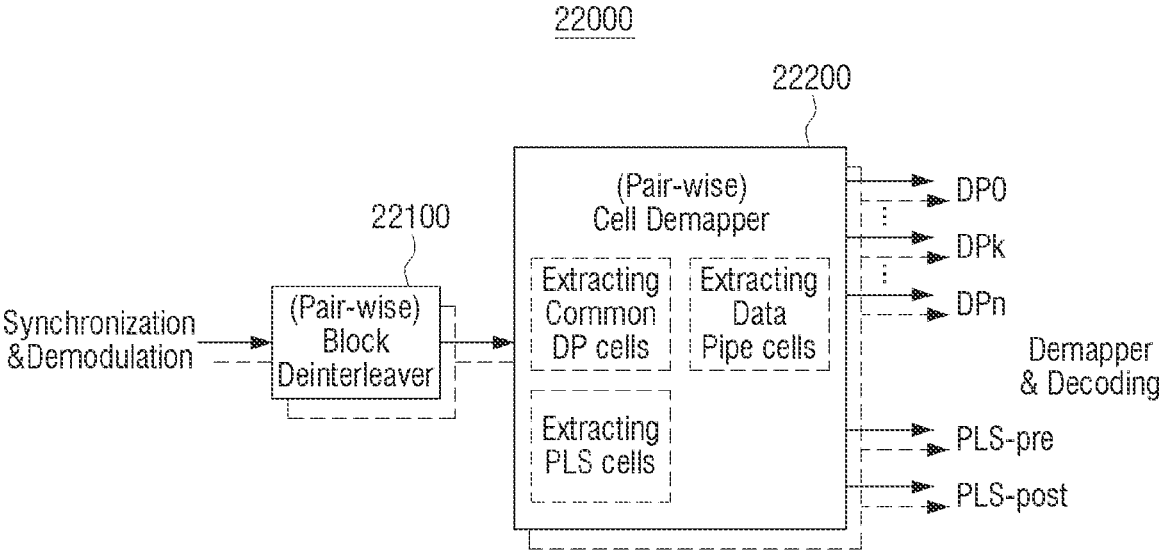 22000
22200
(Pair-wise)
Cell Demapper
22100
(Pair-wise)
Block
Deinterleaver
Synchronization
&Demodulation
Extracting
Common
DP cells
Extracting
Data
Pipe cells
Extracting
PLS cells
DP0
DPk
DPn
Demapper
& Decoding
PLS-pre
PLS-post